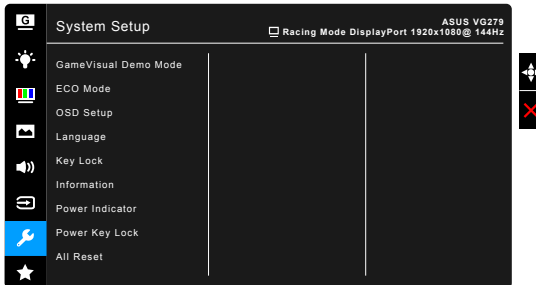 G
System Setup
ASUS VG279
Racing Mode DisplayPort 1920x1080@ 144Hz
GameVisual Demo Mode
ECO Mode
OSD Setup
Language
Key Lock
Information
Power Indicator
Power Key Lock
All Reset